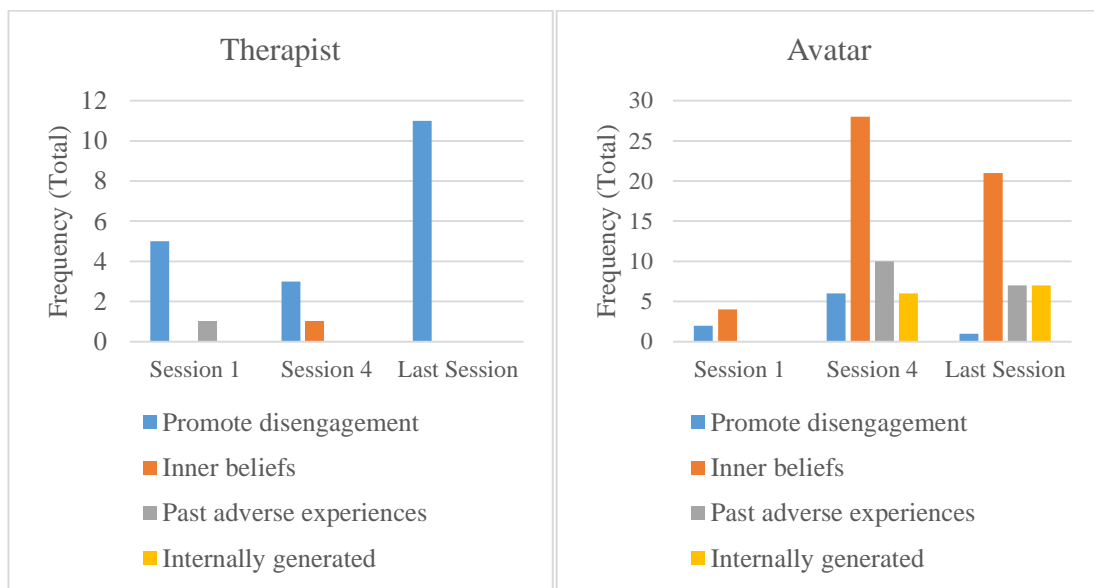 Therapist
Frequency (Total)
12
10
8
6
4
2
0
Session 1
Session 4
Last Session
Promote disengagement
Inner beliefs
Past adverse experiences
Internally generated
Avatar
Frequency (Total)
30
25
20
15
10
5
0
Session 1
Session 4
Last Session
Promote disengagement
Inner beliefs
Past adverse experiences
Internally generated